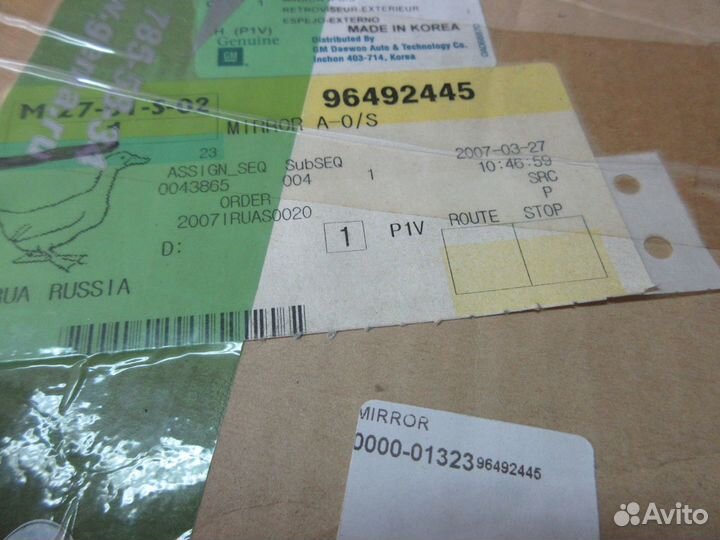 RETROVISEUR-EXTERIEUR
ESPEJO-EXTERNO
MADE IN KOREA
H. (P1V)
Genuine
GM
Distributed By
GM Daewoo Auto & Technology Co.
Inchon 403-714, Korea
96492445
MIRROR A-O/S
23
ASSIGN_SEQ SubSEQ
0043865 004 1
2007-03-27
10:46:59
SRC
P
ORDER
2007IRUAS0020
1 P1V
ROUTE STOP
D:
RUA RUSSIA
MIRROR
0000-01323 96492445
Avito